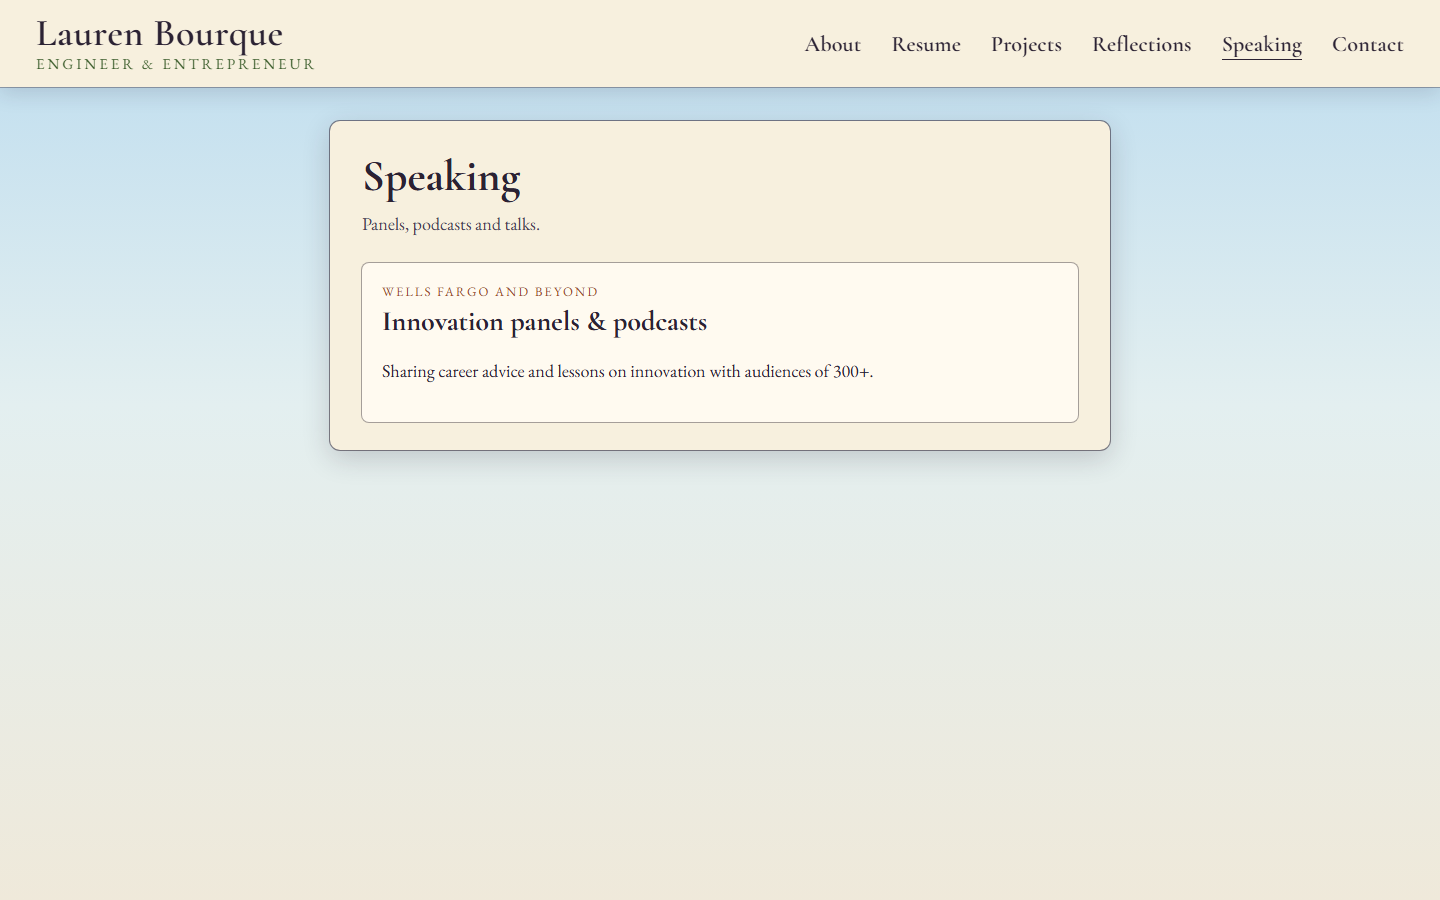 Lauren Bourque
ENGINEER & ENTREPRENEUR
About Resume Projects Reflections Speaking Contact
Speaking
Panels, podcasts and talks.
WELLS FARGO AND BEYOND
Innovation panels & podcasts
Sharing career advice and lessons on innovation with audiences of 300+.